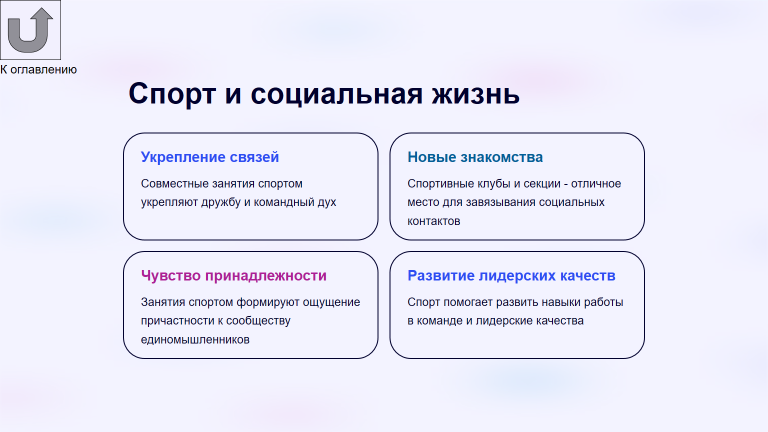 К оглавлению
Спорт и социальная жизнь
Укрепление связей
Совместные занятия спортом
укрепляют дружбу и командный дух
Новые знакомства
Спортивные клубы и секции - отличное
место для завязывания социальных
контактов
Чувство принадлежности
Занятия спортом формируют ощущение
причастности к сообществу
единомышленников
Развитие лидерских качеств
Спорт помогает развить навыки работы
в команде и лидерские качества